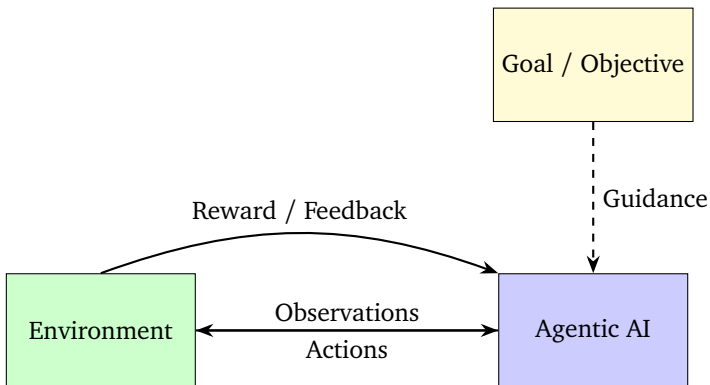 Goal / Objective
Guidance
Reward / Feedback
Environment
Observations
Actions
Agentic AI